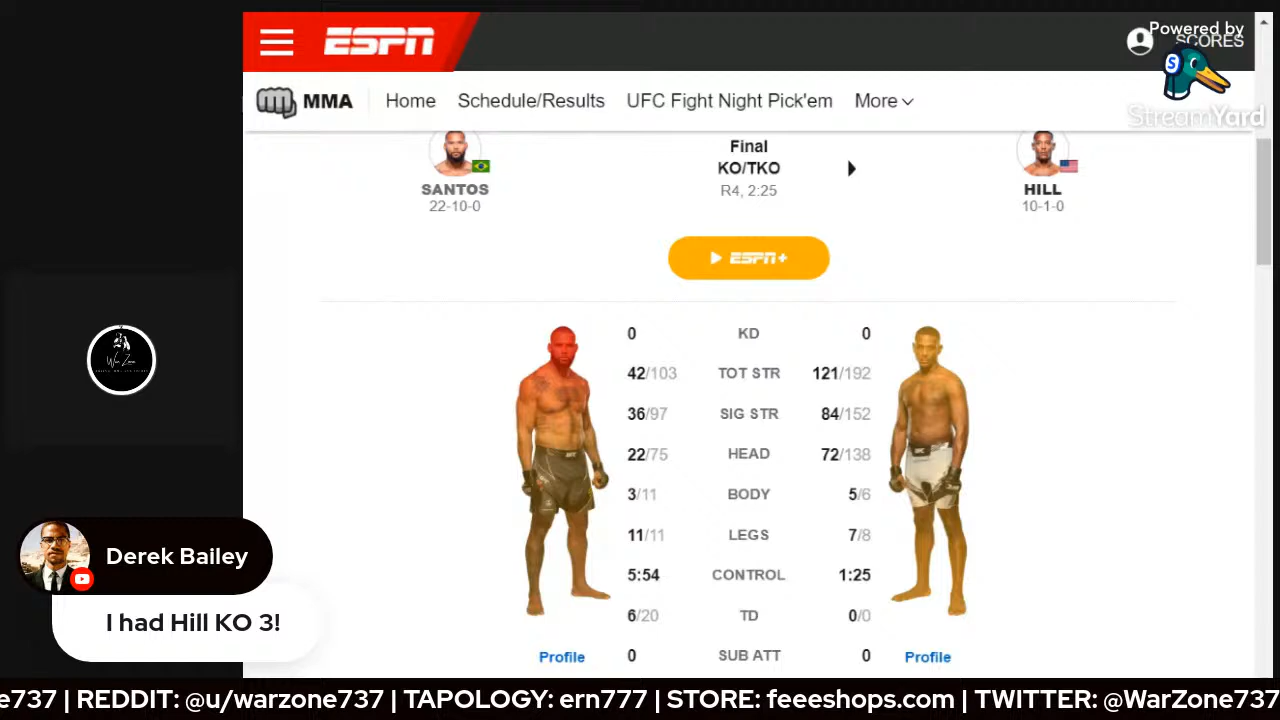 ESPN
Powered by
SCORES
StreamYard
MMA Home Schedule/Results UFC Fight Night Pick'em More
Final
KO/TKO
R4, 2:25
SANTOS
22-10-0
HILL
10-1-0
ESPN+
0 KD 0
42/103 TOT STR 121/192
36/97 SIG STR 84/152
22/75 HEAD 72/138
3/11 BODY 5/6
11/11 LEGS 7/8
5:54 CONTROL 1:25
6/20 TD 0/0
0 SUB ATT 0
Profile Profile
War Zone
Derek Bailey
I had Hill KO 3!
e737 | REDDIT: @u/warzone737 | TAPOLOGY: ern777 | STORE: feeeshops.com | TWITTER: @WarZone737